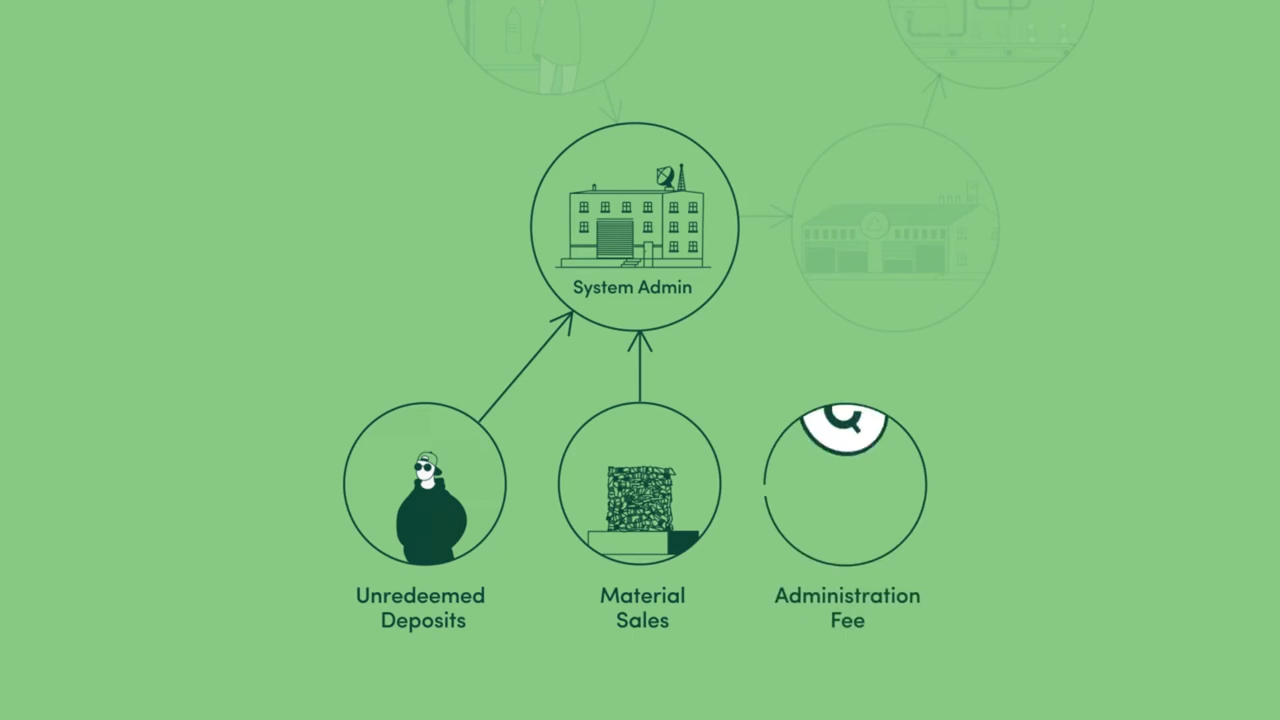 System Admin
Unredeemed
Deposits
Material
Sales
Administration
Fee